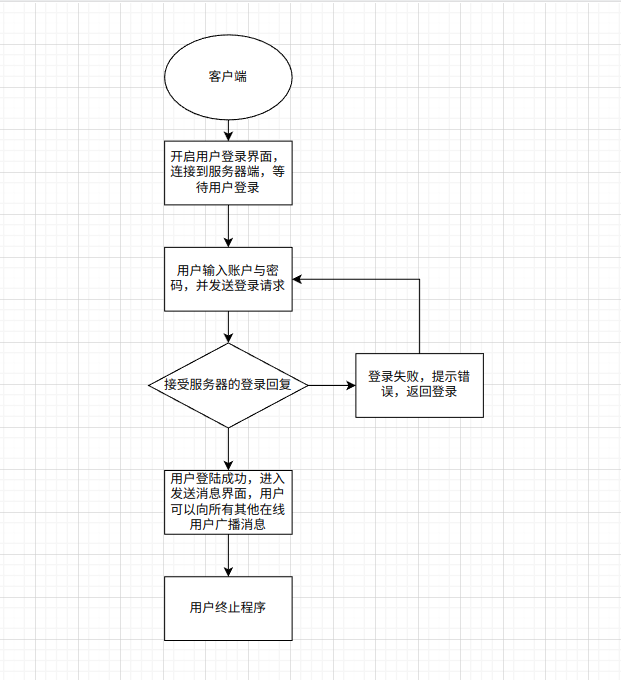 客户端
开启用户登录界面，
连接到服务器端，等
待用户登录
用户输入账户与密
码，并发送登录请求
接受服务器的登录回复
登录失败，提示错
误，返回登录
用户登陆成功，进入
发送消息界面，用户
可以向所有其他在线
用户广播消息
用户终止程序